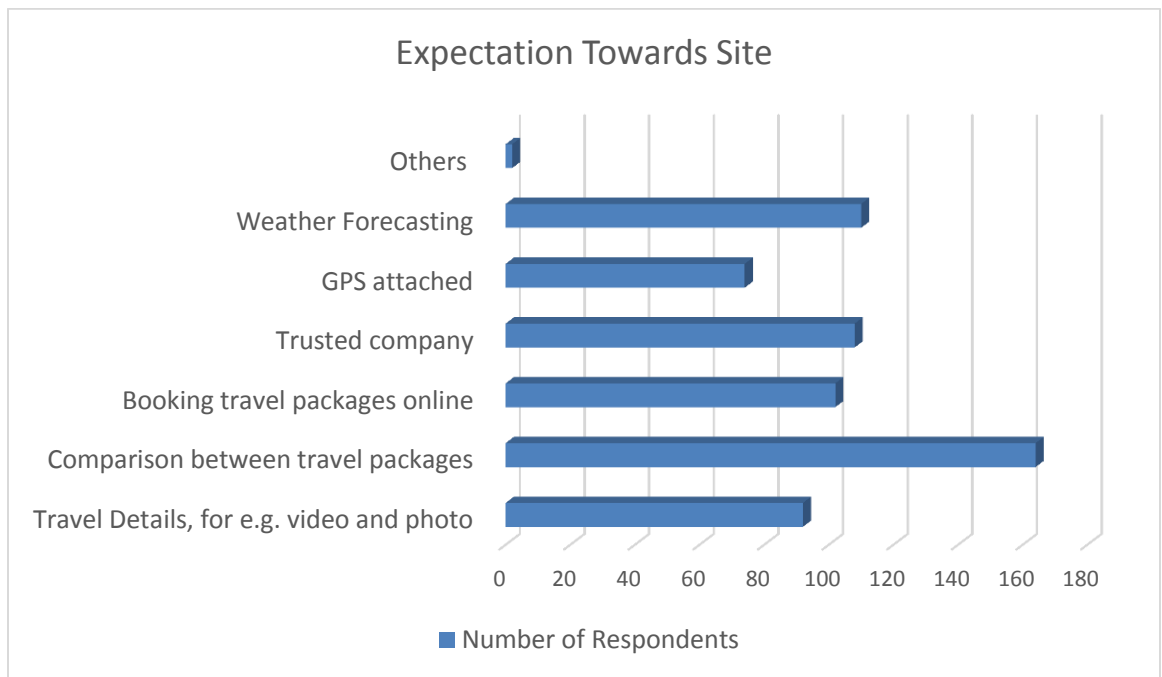 Expectation Towards Site
Others
Weather Forecasting
GPS attached
Trusted company
Booking travel packages online
Comparison between travel packages
Travel Details, for e.g. video and photo
0 20 40 60 80 100 120 140 160 180
Number of Respondents